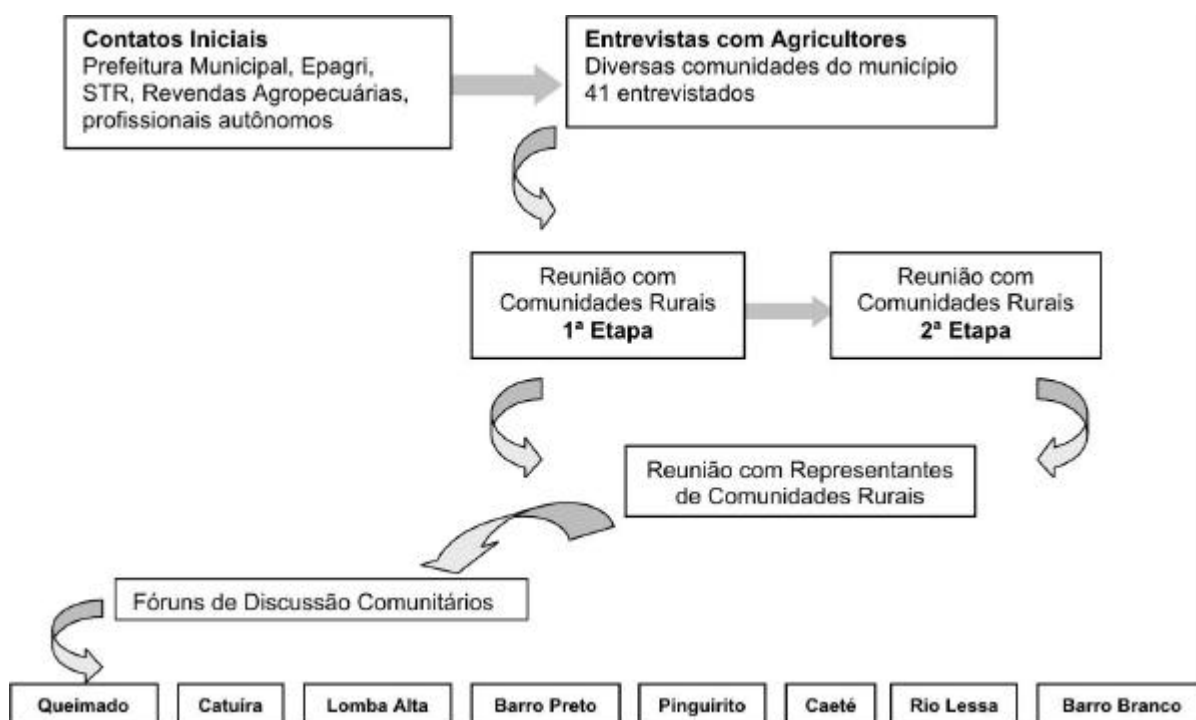 Contatos Iniciais
Prefeitura Municipal, Epagri,
STR, Revendas Agropecuárias,
profissionais autônomos
Entrevistas com Agricultores
Diversas comunidades do município
41 entrevistados
Reunião com
Comunidades Rurais
1ª Etapa
Reunião com
Comunidades Rurais
2ª Etapa
Reunião com Representantes
de Comunidades Rurais
Fóruns de Discussão Comunitários
Queimado
Catuíra
Lomba Alta
Barro Preto
Pinguirito
Caeté
Rio Lessa
Barro Branco